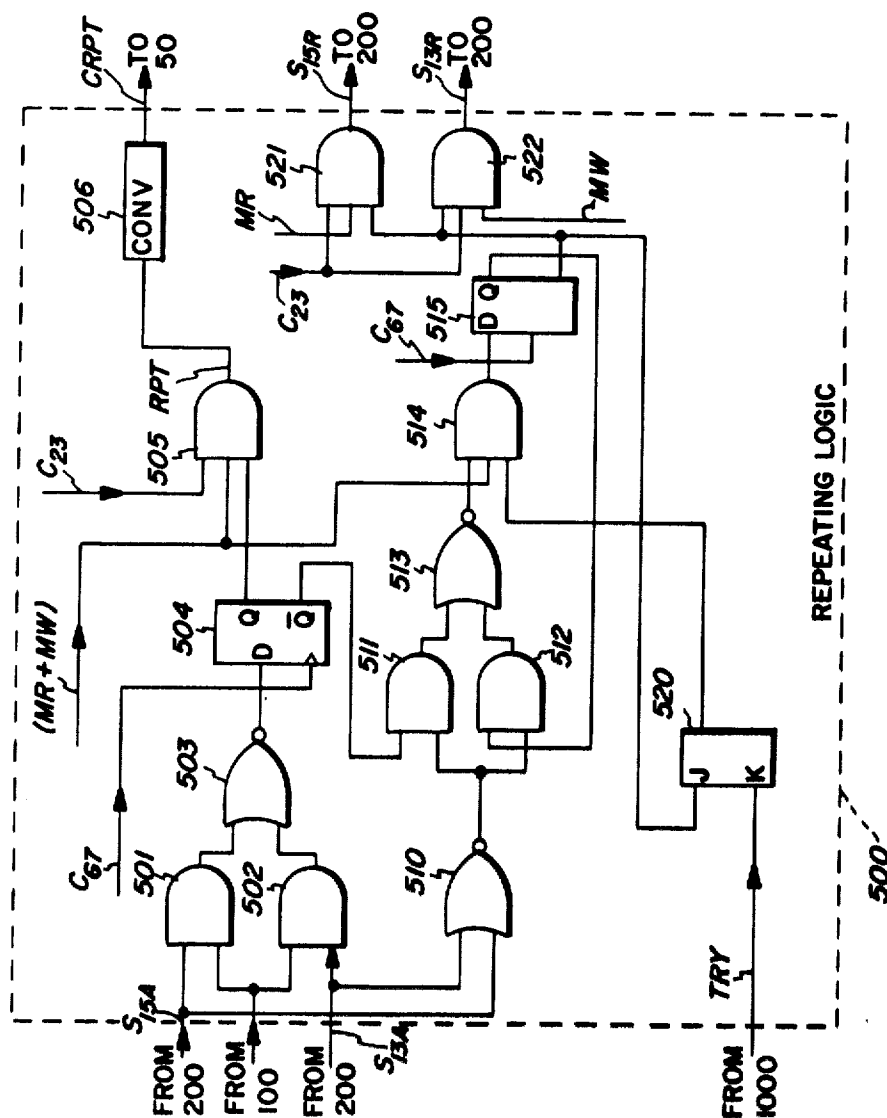 CRPT
TO
50
506
CONV
S15R
TO
200
521
MR
S13R
TO
200
522
MW
C23
RPT
505
C23
C67
515
D Q
514
(MR+MW)
504
D Q
Q̅
513
511
512
503
C67
501
502
510
520
J
K
REPEATING LOGIC
S15A
FROM
200
FROM
100
FROM
200
S13A
TRY
FROM
1000
500